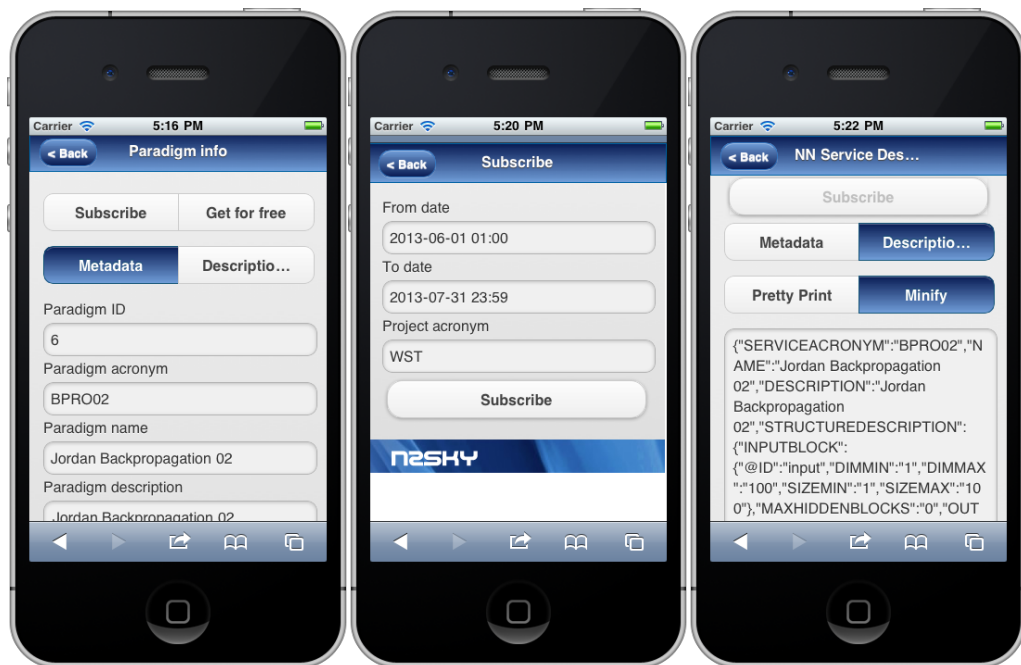 Carrier 5:16 PM
< Back Paradigm info
Subscribe Get for free
Metadata Descriptio...
Paradigm ID
6
Paradigm acronym
BPRO02
Paradigm name
Jordan Backpropagation 02
Paradigm description
Jordan Backpropagation 02
Carrier 5:20 PM
< Back Subscribe
From date
2013-06-01 01:00
To date
2013-07-31 23:59
Project acronym
WST
Subscribe
N2SKY
Carrier 5:22 PM
< Back NN Service Des...
Subscribe
Metadata Descriptio...
Pretty Print Minify
{"SERVICEACRONYM":"BPRO02","N
AME":"Jordan Backpropagation
02","DESCRIPTION":"Jordan
Backpropagation
02","STRUCTUREDESCRIPTION":
{"INPUTBLOCK":
{"@ID":"input","DIMMIN":"1","DIMMAX
":"100","SIZEMIN":"1","SIZEMAX":"10
0"},"MAXHIDDENBLOCKS":"0","OUT